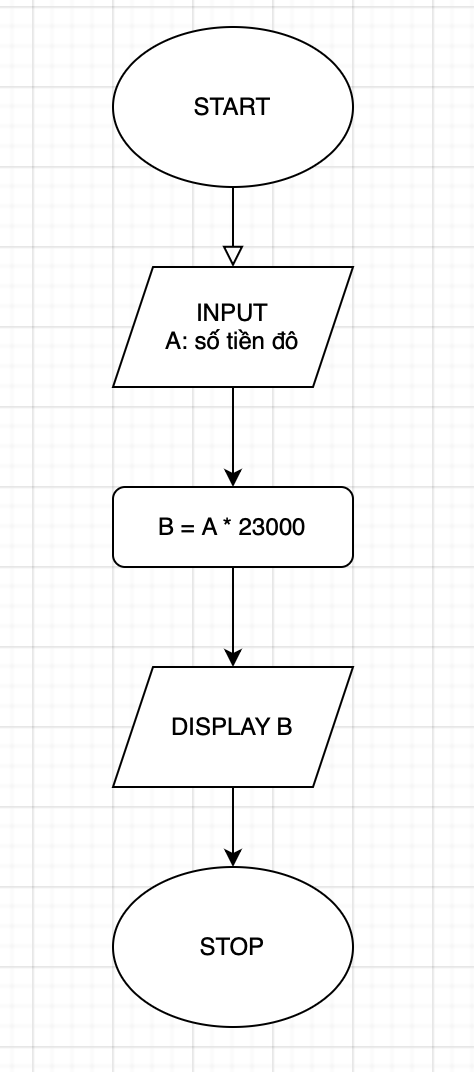 START
INPUT
A: số tiền đô
B = A * 23000
DISPLAY B
STOP